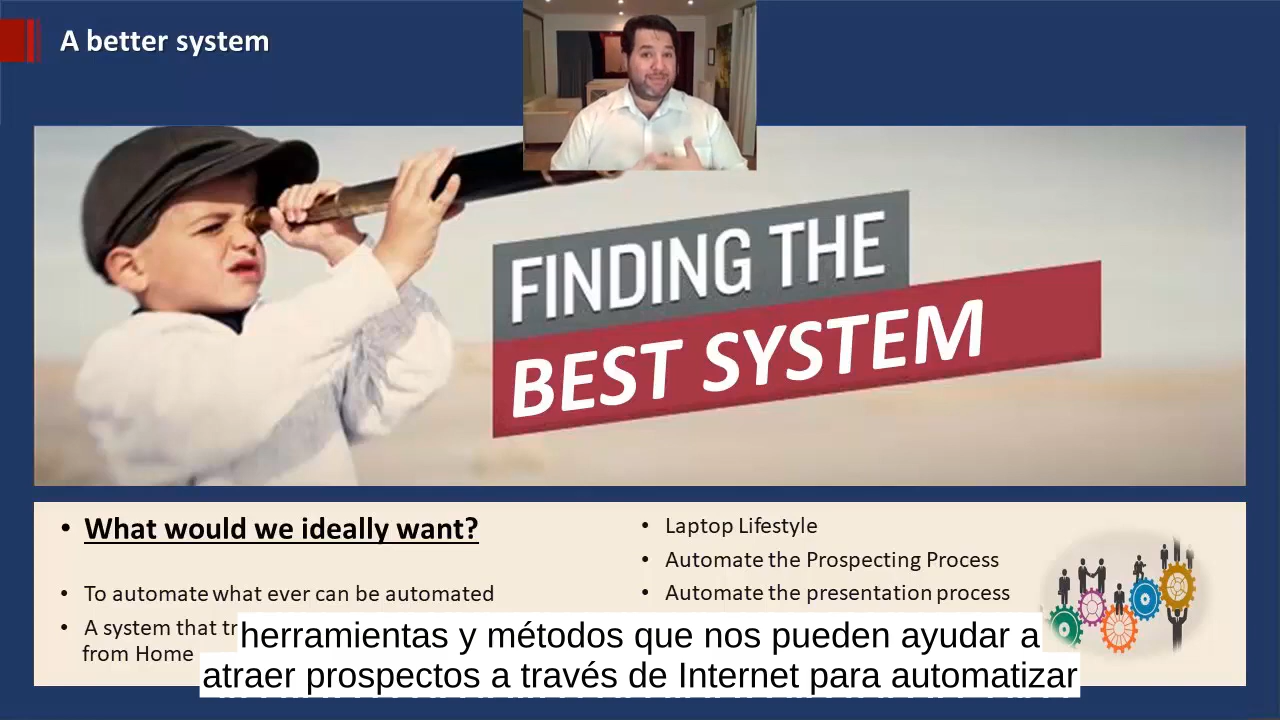 A better system
FINDING THE
BEST SYSTEM
• What would we ideally want?
• To automate what ever can be automated
• A system that tr
from Home
• Laptop Lifestyle
• Automate the Prospecting Process
• Automate the presentation process
herramientas y métodos que nos pueden ayudar a
atraer prospectos a través de Internet para automatizar